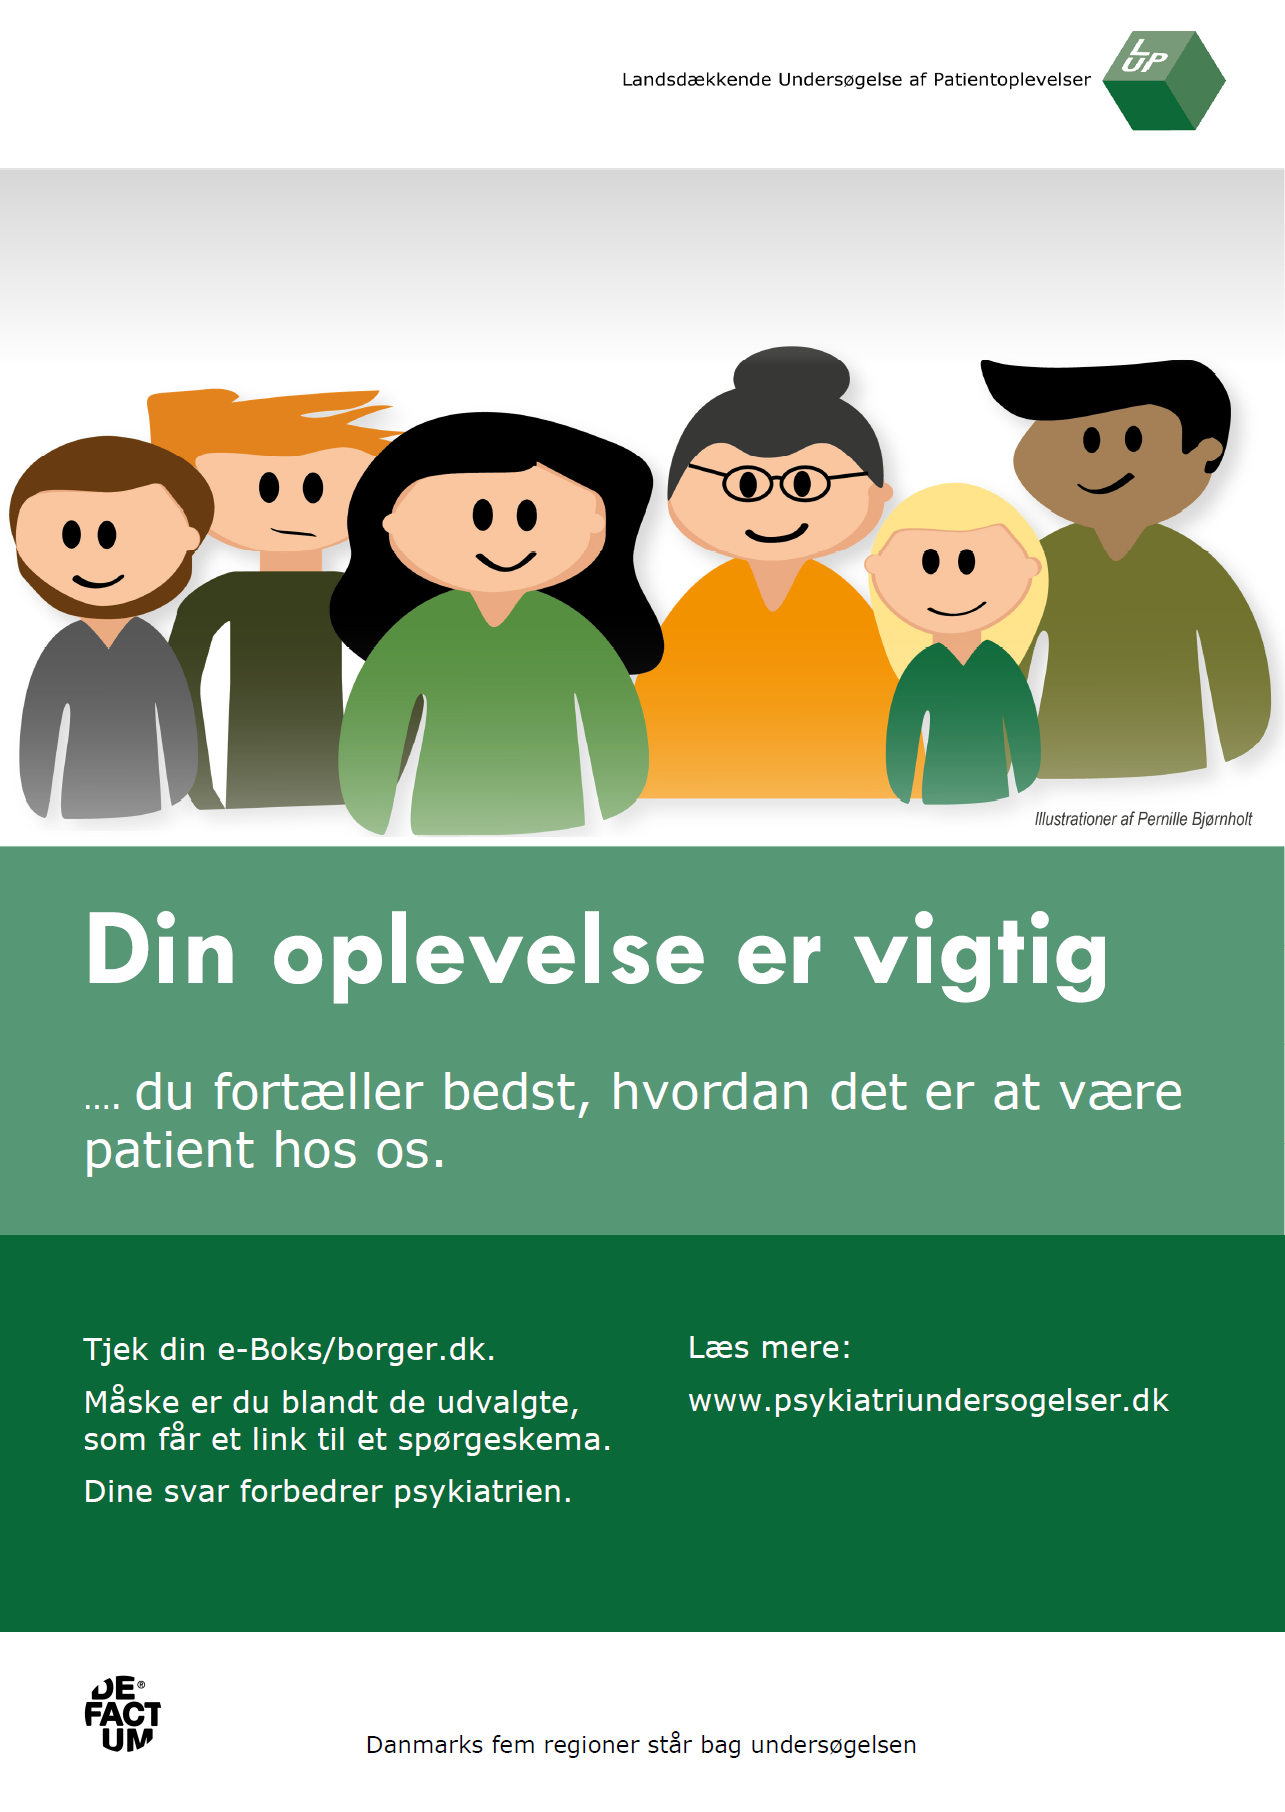 Landsdækkende Undersøgelse af Patientoplevelser
L
UP
Illustrationer af Pernille Bjørnholt
Din oplevelse er vigtig
.... du fortæller bedst, hvordan det er at være
patient hos os.
Tjek din e-Boks/borger.dk.
Måske er du blandt de udvalgte,
som får et link til et spørgeskema.
Dine svar forbedrer psykiatrien.
Læs mere:
www.psykiatriundersogelser.dk
DE®
FACT
UM
Danmarks fem regioner står bag undersøgelsen